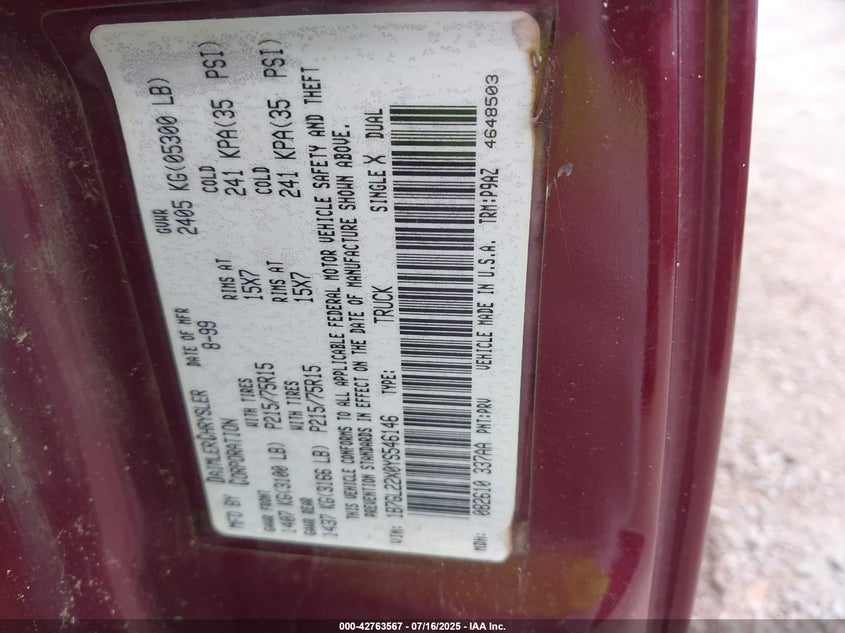 MFD BY DAIMLERCHRYSLER CORPORATION DATE OF MFR 8-99 GVWR 2405 KG(05300 LB)
GAWR FRONT 1407 KG(3100 LB) WITH TIRES P215/75R15 RIMS AT 15X7 COLD 241 KPA(35 PSI)
GAWR REAR 1437 KG(3166 LB) WITH TIRES P215/75R15 RIMS AT 15X7 COLD 241 KPA(35 PSI)
THIS VEHICLE CONFORMS TO ALL APPLICABLE FEDERAL MOTOR VEHICLE SAFETY AND THEFT
PREVENTION STANDARDS IN EFFECT ON THE DATE OF MANUFACTURE SHOWN ABOVE.
VIN: 1B7GL22X0YS546146 TYPE: TRUCK SINGLE X DUAL
MDH: 082610 337AA PNT:PRV VEHICLE MADE IN U.S.A. TRM:P9AZ 4648503
000-42763567 / 07/16/2025 - IAA Inc.